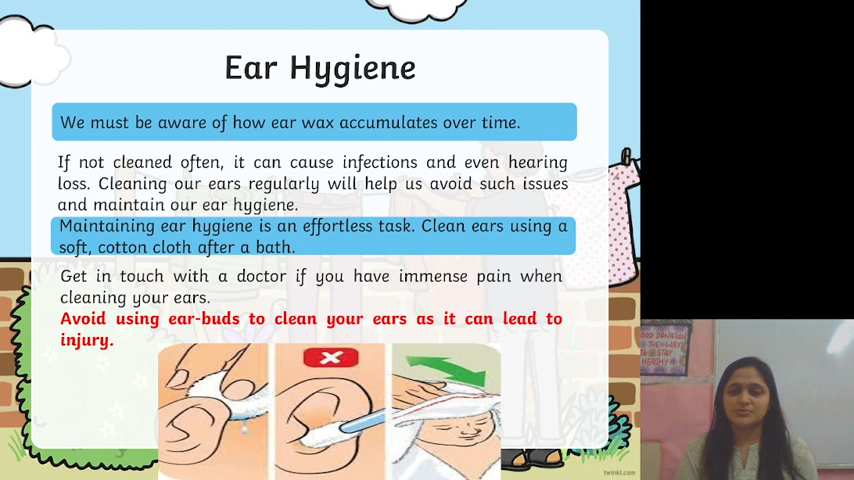 Ear Hygiene
We must be aware of how ear wax accumulates over time.
If not cleaned often, it can cause infections and even hearing
loss. Cleaning our ears regularly will help us avoid such issues
and maintain our ear hygiene.
Maintaining ear hygiene is an effortless task. Clean ears using a
soft, cotton cloth after a bath.
Get in touch with a doctor if you have immense pain when
cleaning your ears.
Avoid using ear-buds to clean your ears as it can lead to
injury.
twinkl.com
STAY
HEALTHY